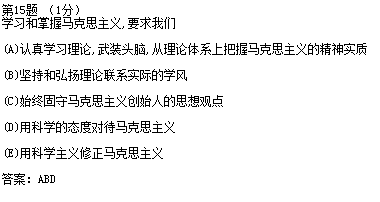 第15题 （1分）
学习和掌握马克思主义,要求我们
(A)认真学习理论,武装头脑,从理论体系上把握马克思主义的精神实质
(B)坚持和弘扬理论联系实际的学风
(C)始终固守马克思主义创始人的思想观点
(D)用科学的态度对待马克思主义
(E)用科学主义修正马克思主义
答案: ABD